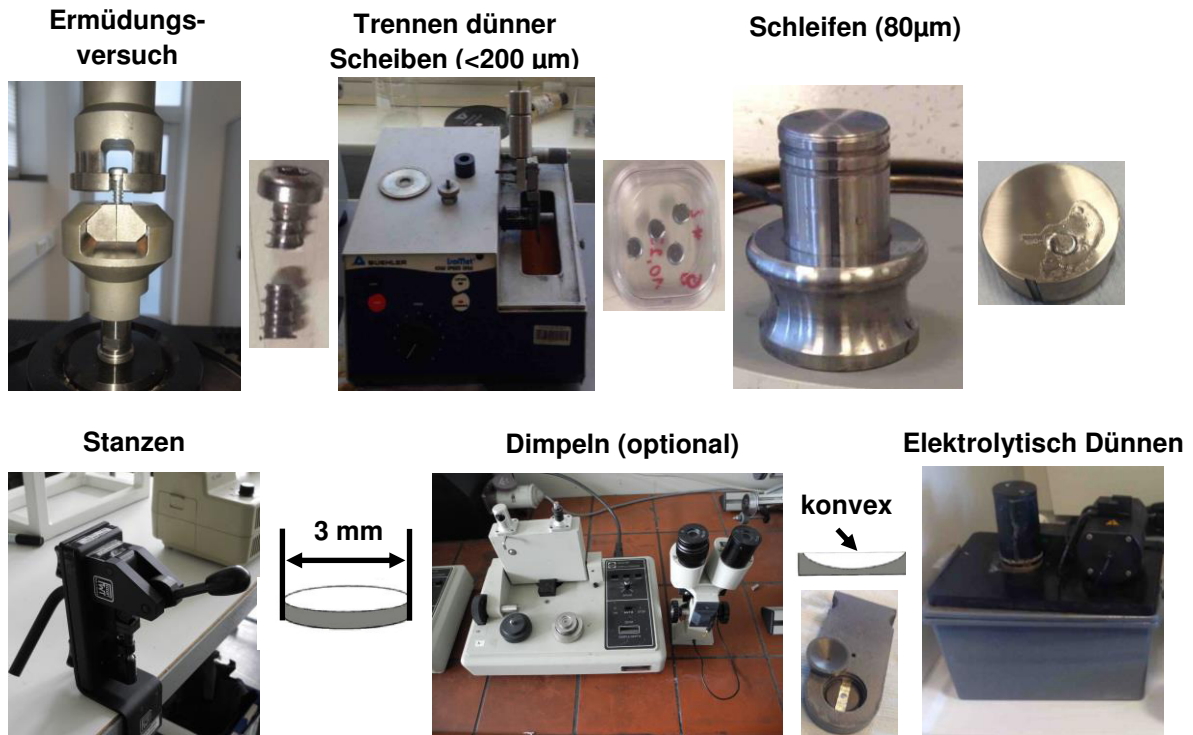 Ermüdungs-
versuch
Trennen dünner
Scheiben (<200 µm)
Schleifen (80µm)
BUEHLER
Stanzen
Dimpeln (optional)
Elektrolytisch Dünnen
3 mm
konvex